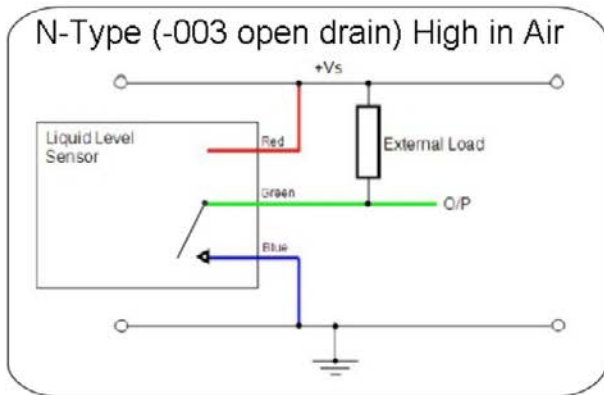 N-Type (-003 open drain) High in Air
+Vs
Liquid Level
Sensor
Red
External Load
Green
O/P
Blue